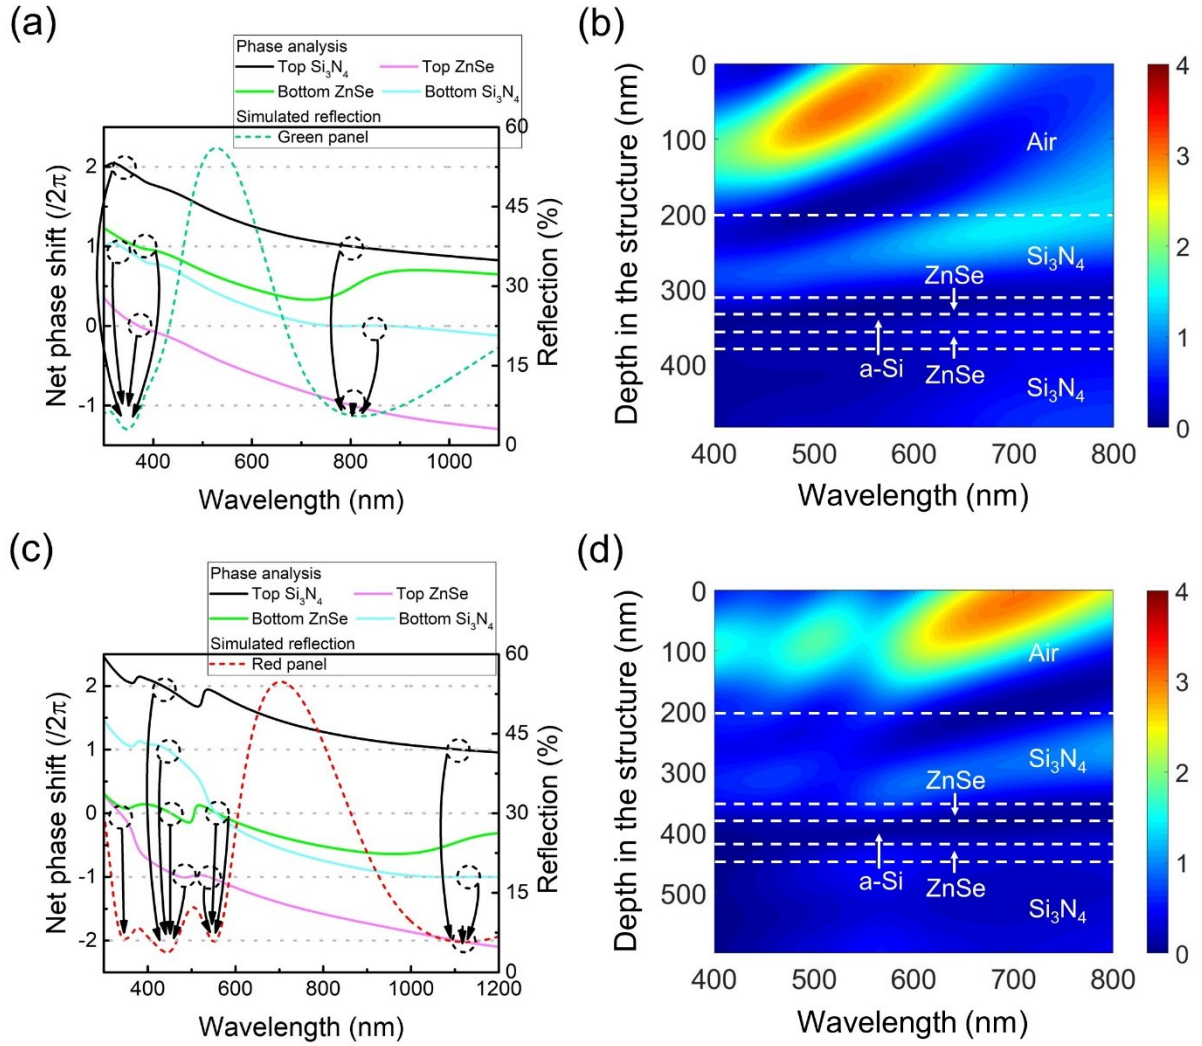 (a)
Phase analysis
Top Si₃N₄ Top ZnSe
Bottom ZnSe Bottom Si₃N₄
Simulated reflection
Green panel
Net phase shift (/2π)
2
1
0
-1
60
45
30
15
0
Reflection (%)
400 600 800 1000
Wavelength (nm)
(b)
Depth in the structure (nm)
0
100
200
300
400
Air
Si₃N₄
ZnSe
a-Si
ZnSe
Si₃N₄
4
3
2
1
0
400 500 600 700 800
Wavelength (nm)
(c)
Phase analysis
Top Si₃N₄ Top ZnSe
Bottom ZnSe Bottom Si₃N₄
Simulated reflection
Red panel
Net phase shift (/2π)
2
1
0
-1
-2
60
45
30
15
0
Reflection (%)
400 600 800 1000 1200
Wavelength (nm)
(d)
Depth in the structure (nm)
0
100
200
300
400
500
Air
Si₃N₄
ZnSe
a-Si
ZnSe
Si₃N₄
4
3
2
1
0
400 500 600 700 800
Wavelength (nm)